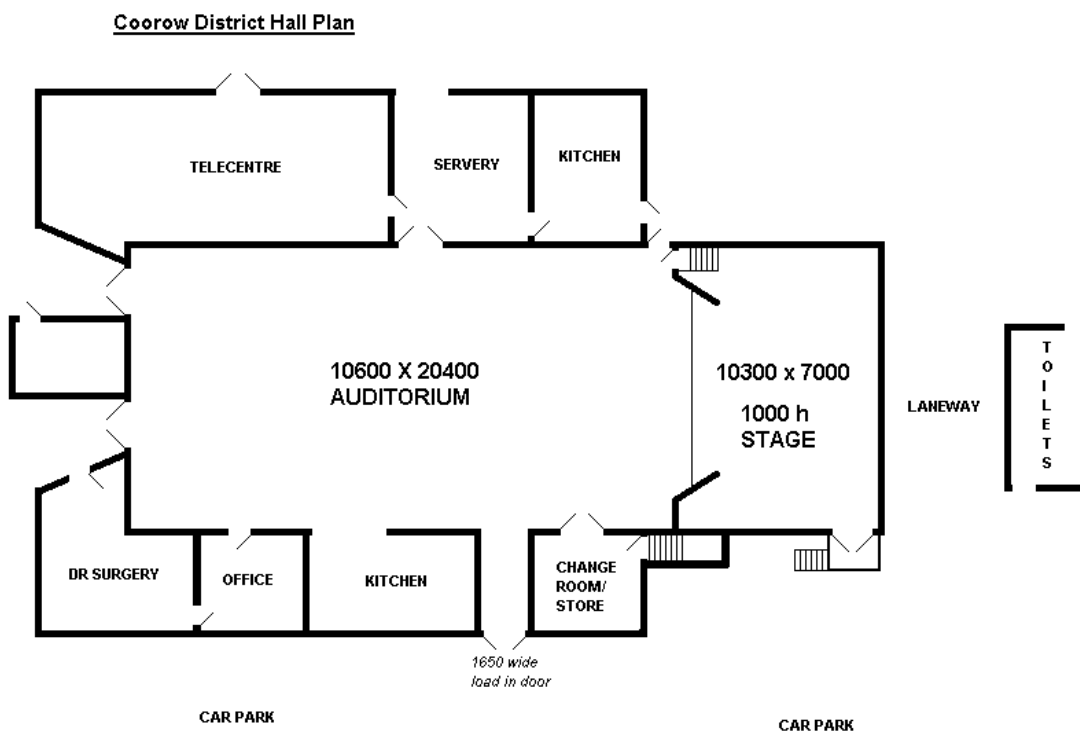 Coorow District Hall Plan
TELECENTRE
SERVERY
KITCHEN
10600 X 20400
AUDITORIUM
10300 x 7000
1000 h
STAGE
LANEWAY
TOILETS
DR SURGERY
OFFICE
KITCHEN
CHANGE
ROOM/
STORE
1650 wide
load in door
CAR PARK
CAR PARK